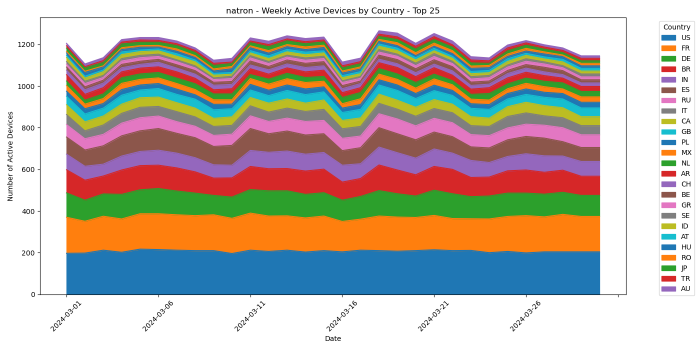 natron - Weekly Active Devices by Country - Top 25
Number of Active Devices
1200
1000
800
600
400
200
0
2024-03-01
2024-03-06
2024-03-11
2024-03-16
2024-03-21
2024-03-26
Date
Country
US
FR
DE
BR
IN
ES
RU
IT
CA
GB
PL
MX
NL
AR
CH
BE
GR
SE
ID
AT
HU
RO
JP
TR
AU